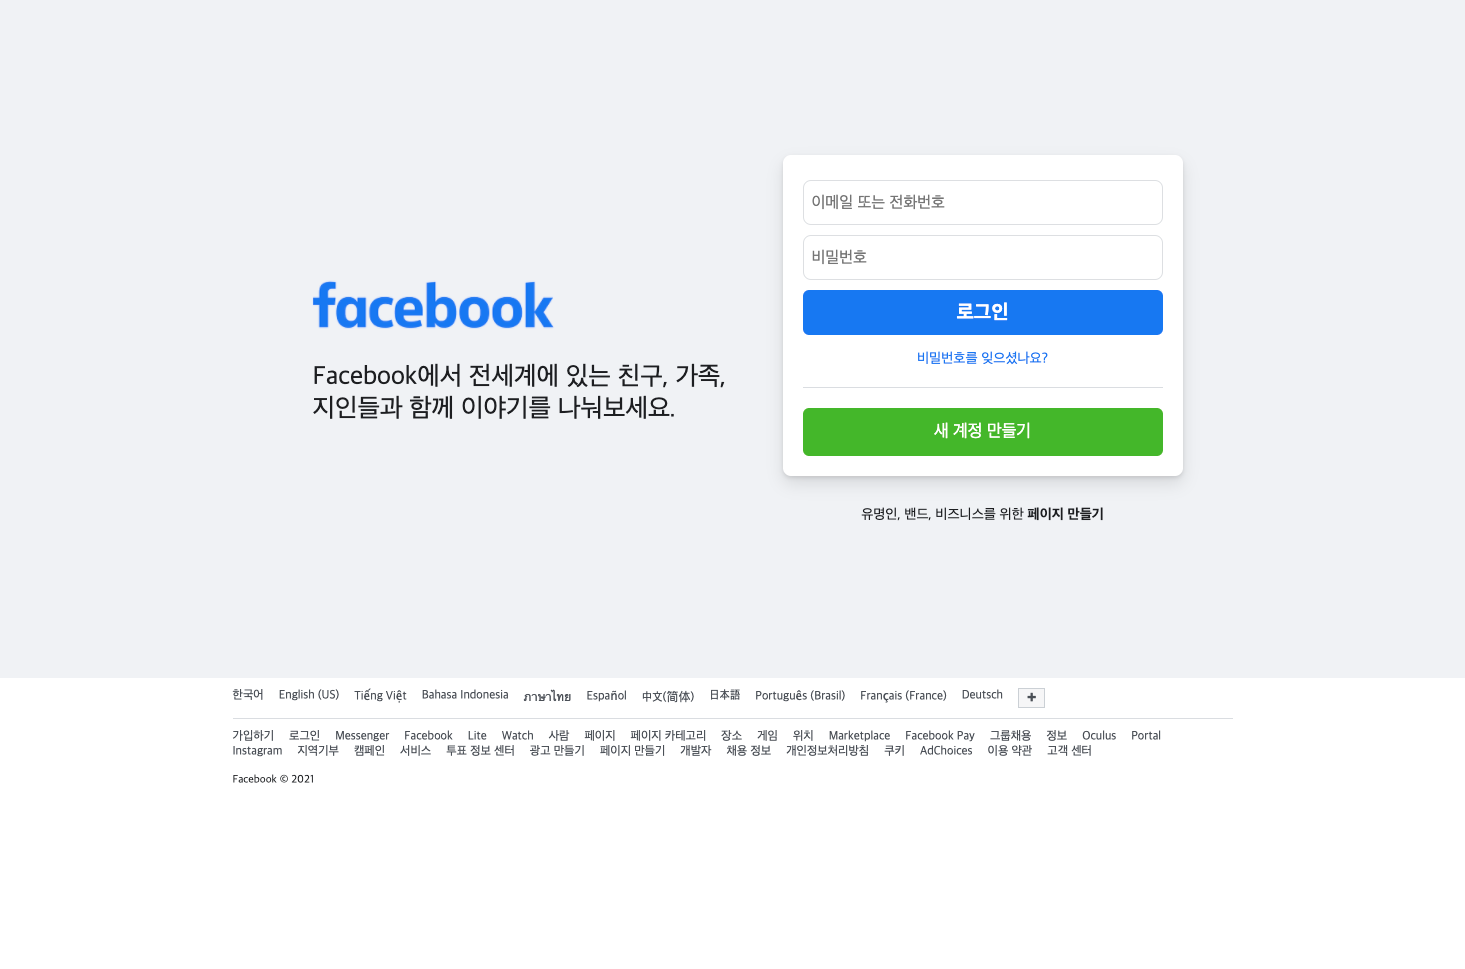 facebook
Facebook에서 전세계에 있는 친구, 가족,
지인들과 함께 이야기를 나눠보세요.
이메일 또는 전화번호
비밀번호
로그인
비밀번호를 잊으셨나요?
새 계정 만들기
유명인, 밴드, 비즈니스를 위한 페이지 만들기
한국어 English (US) Tiếng Việt Bahasa Indonesia ภาษาไทย Español 中文(简体) 日本語 Português (Brasil) Français (France) Deutsch +
가입하기 로그인 Messenger Facebook Lite Watch 사람 페이지 페이지 카테고리 장소 게임 위치 Marketplace Facebook Pay 그룹채용 정보 Oculus Portal
Instagram 지역기부 캠페인 서비스 투표 정보 센터 광고 만들기 페이지 만들기 개발자 채용 정보 개인정보처리방침 쿠키 AdChoices 이용 약관 고객 센터
Facebook © 2021